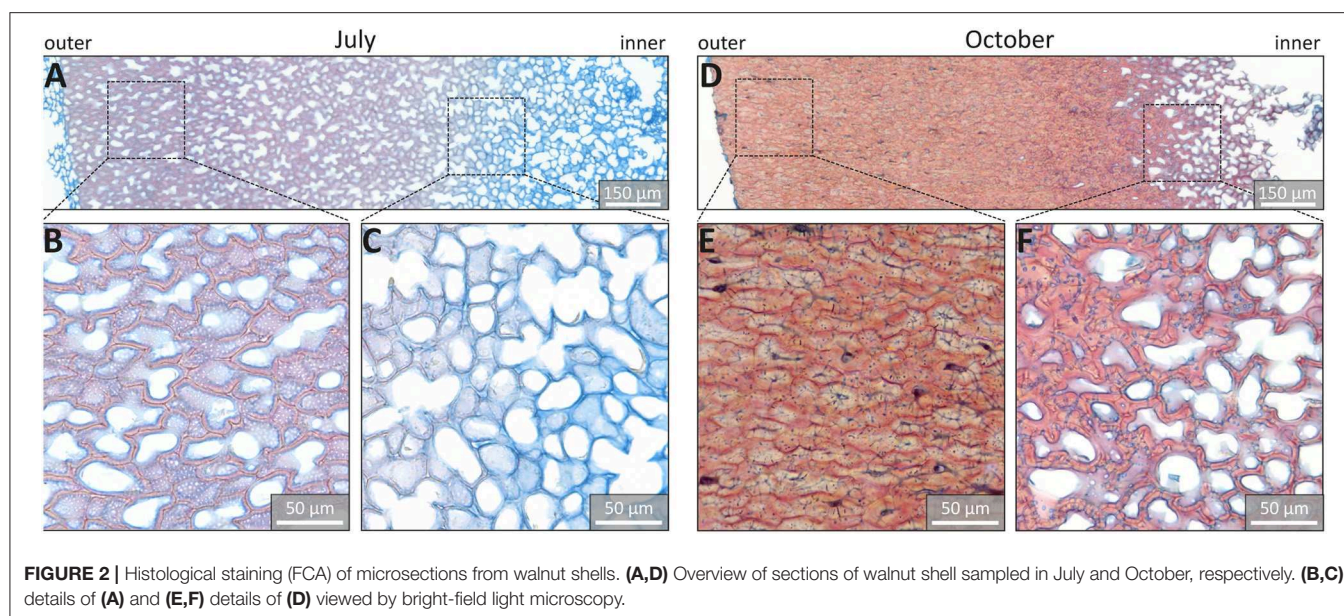 outer July inner outer October inner
A D
150 µm 150 µm
B C E F
50 µm 50 µm 50 µm 50 µm
FIGURE 2 | Histological staining (FCA) of microsections from walnut shells. (A,D) Overview of sections of walnut shell sampled in July and October, respectively. (B,C)
details of (A) and (E,F) details of (D) viewed by bright-field light microscopy.